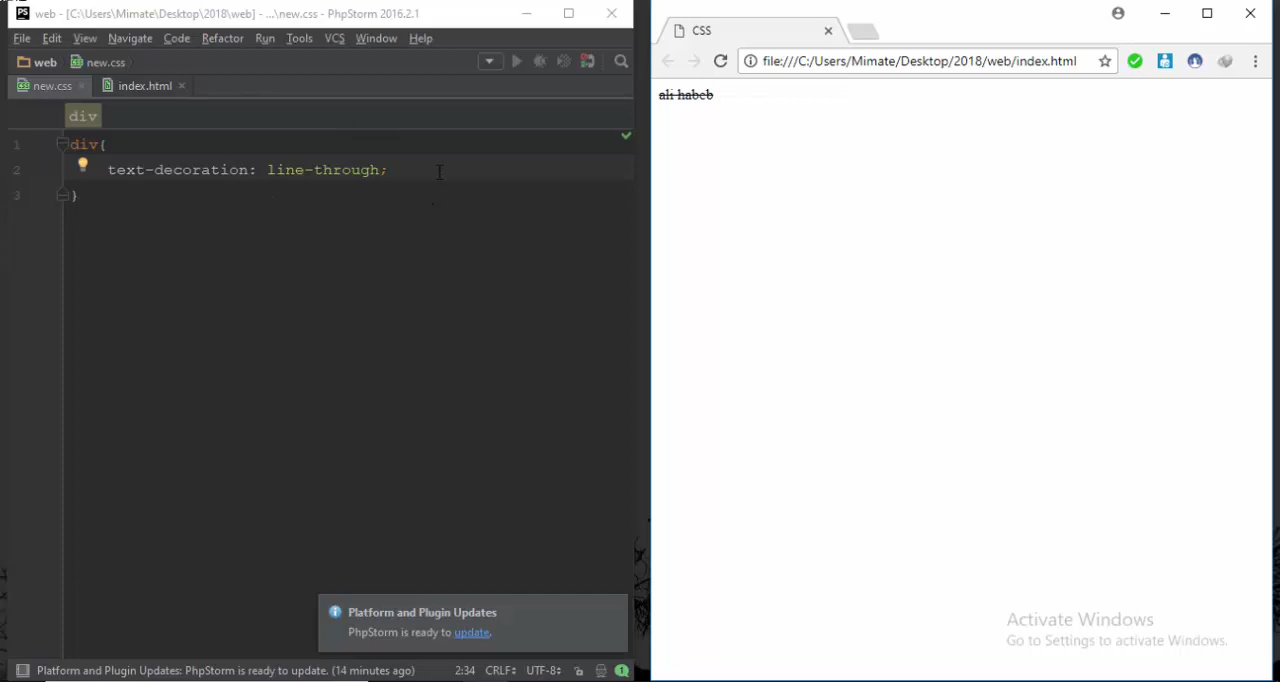 web - [C:\Users\Mimate\Desktop\2018\web] - ...\new.css - PhpStorm 2016.2.1
File Edit View Navigate Code Refactor Run Tools VCS Window Help
web new.css
new.css index.html
div
1 div{
2 text-decoration: line-through;
3 }
Platform and Plugin Updates
PhpStorm is ready to update.
Platform and Plugin Updates: PhpStorm is ready to update. (14 minutes ago) 2:34 CRLF UTF-8 1
CSS
file:///C:/Users/Mimate/Desktop/2018/web/index.html
ali habeb
Activate Windows
Go to Settings to activate Windows.